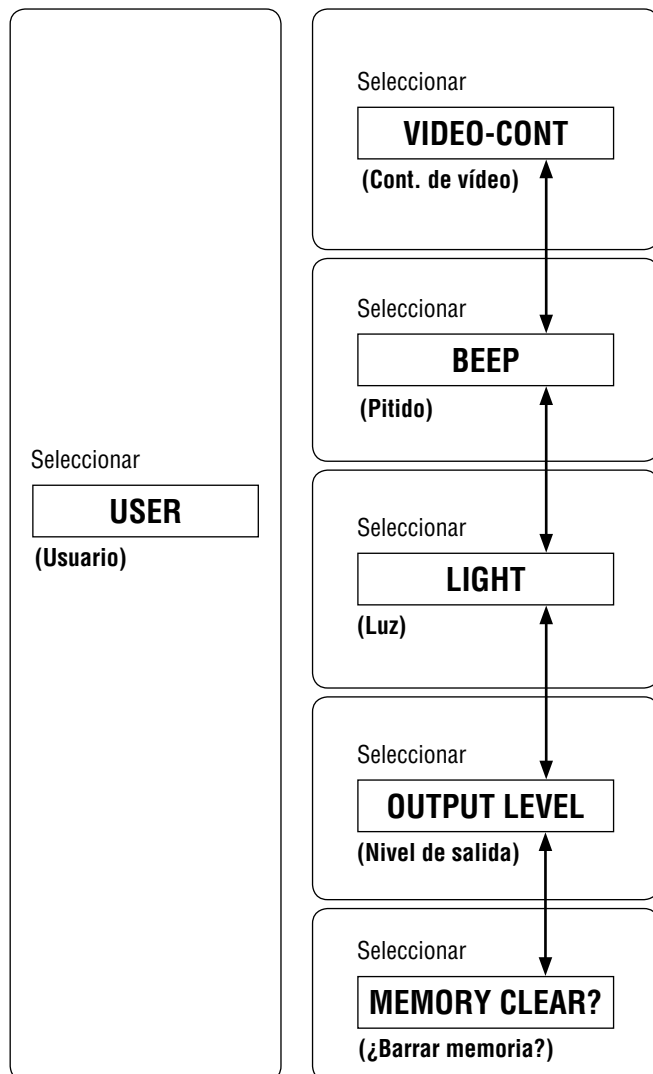 Seleccionar
USER
(Usuario)
Seleccionar
VIDEO-CONT
(Cont. de vídeo)
Seleccionar
BEEP
(Pitido)
Seleccionar
LIGHT
(Luz)
Seleccionar
OUTPUT LEVEL
(Nivel de salida)
Seleccionar
MEMORY CLEAR?
(¿Barrar memoria?)